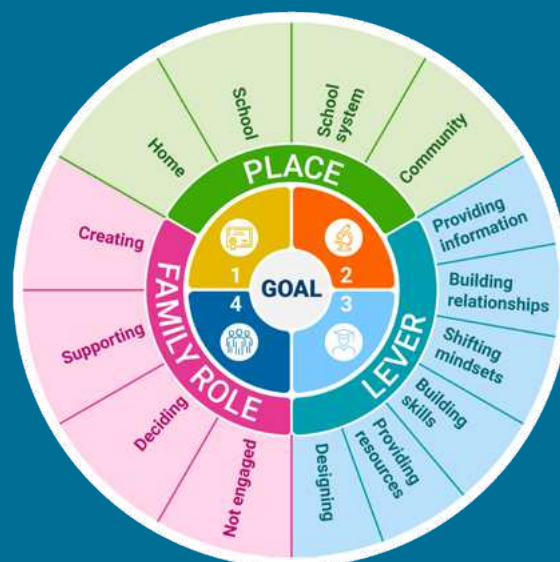 PLACE
Home
School
School
system
Community
LEVER
Providing
information
Building
relationships
Shifting
mindsets
Building
skills
Providing
resources
Designing
FAMILY ROLE
Not engaged
Deciding
Supporting
Creating
GOAL
1
2
3
4